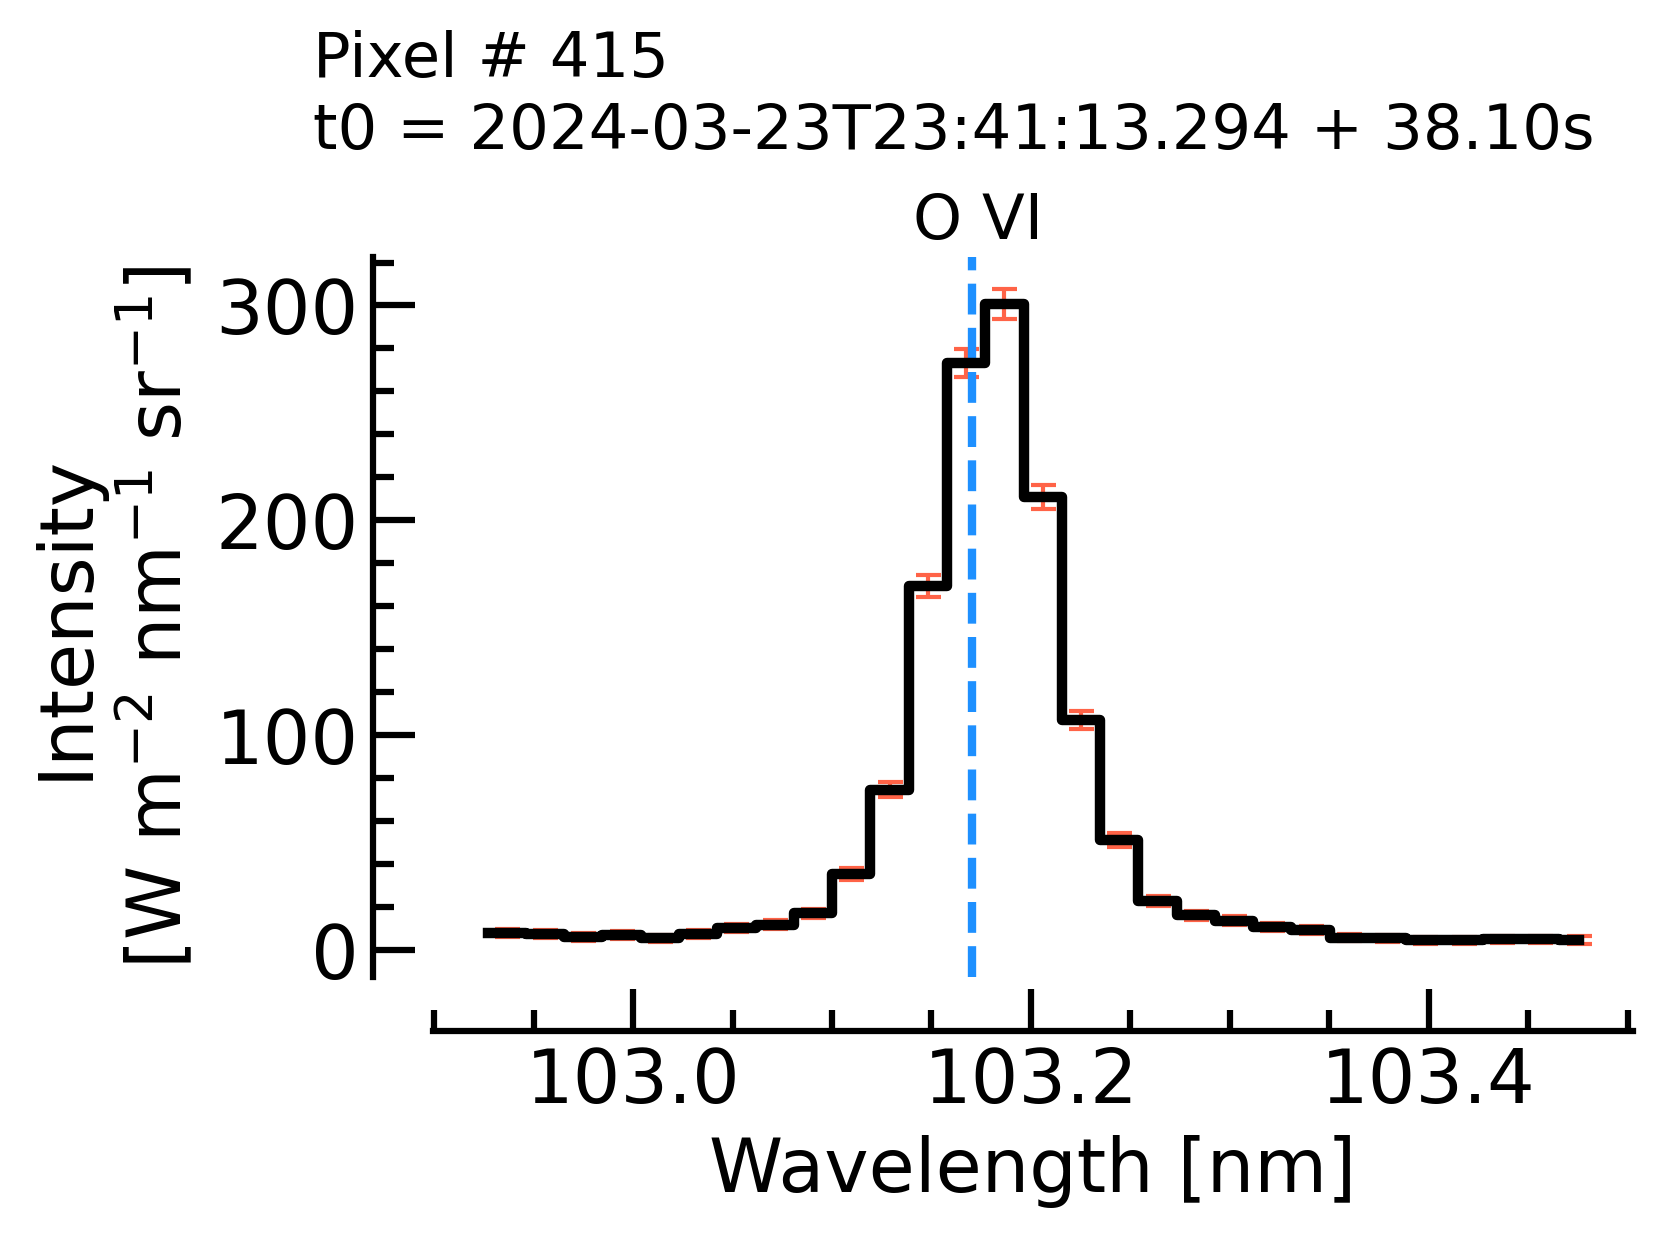 Pixel # 415
t0 = 2024-03-23T23:41:13.294 + 38.10s
O VI
Intensity
[W m⁻² nm⁻¹ sr⁻¹]
300
200
100
0
103.0 103.2 103.4
Wavelength [nm]